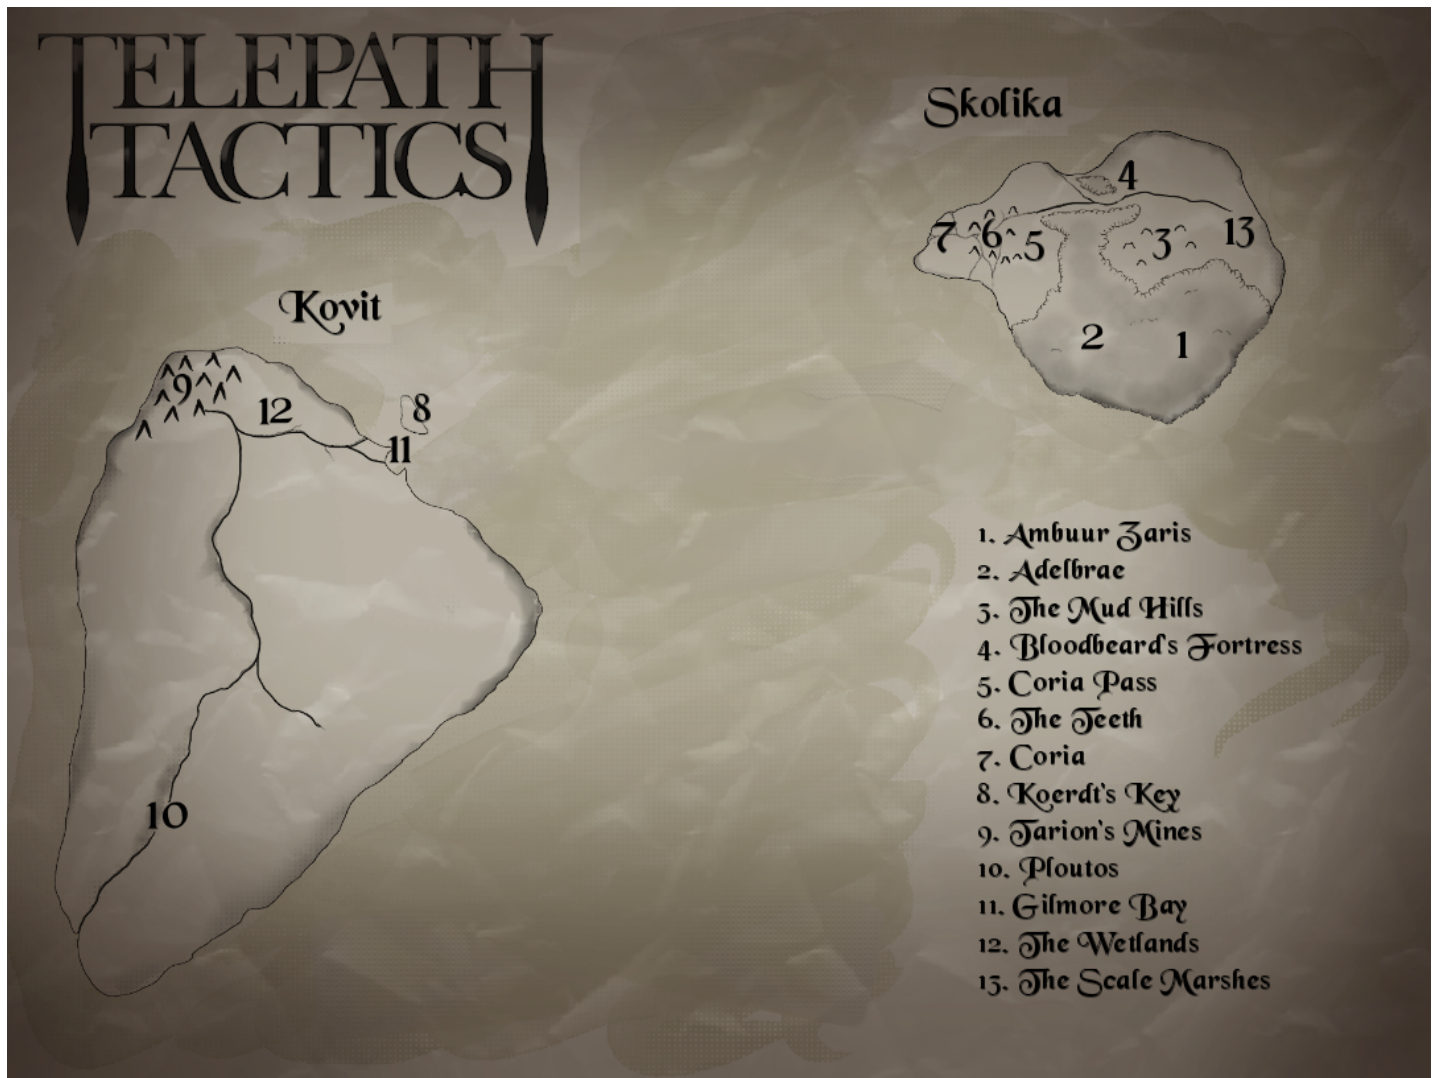 TELEPATH
TACTICS
Skolika
4
7
6
5
3
13
2
1
Kovit
9
12
8
11
10
1. Ambuur Zaris
2. Adelbrae
3. The Mud Hills
4. Bloodbeard's Fortress
5. Coria Pass
6. The Teeth
7. Coria
8. Koerdt's Key
9. Tarion's Mines
10. Ploutos
11. Gilmore Bay
12. The Wetlands
13. The Scale Marshes